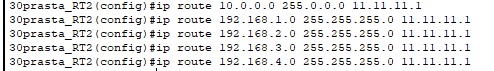 30prasta_RT2(config)#ip route 10.0.0.0 255.0.0.0 11.11.11.1
30prasta_RT2(config)#ip route 192.168.1.0 255.255.255.0 11.11.11.1
30prasta_RT2(config)#ip route 192.168.2.0 255.255.255.0 11.11.11.1
30prasta_RT2(config)#ip route 192.168.3.0 255.255.255.0 11.11.11.1
30prasta_RT2(config)#ip route 192.168.4.0 255.255.255.0 11.11.11.1